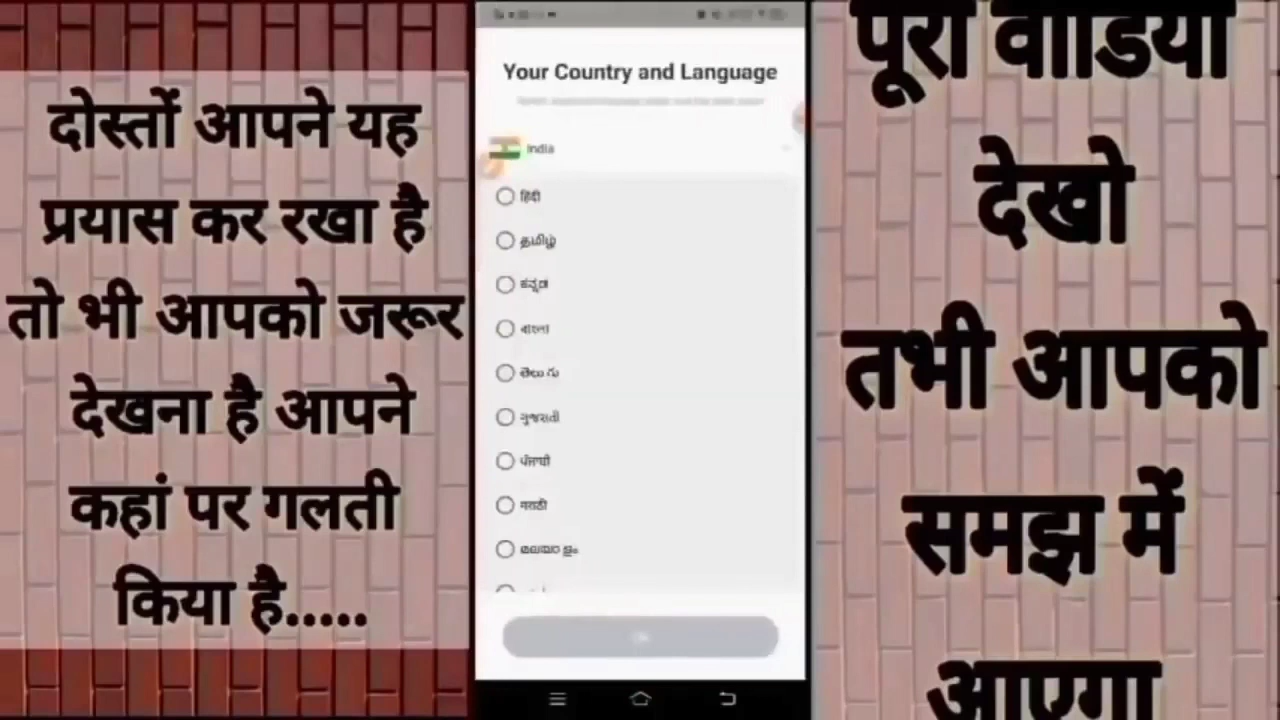 दोस्तों आपने यह
प्रयास कर रखा है
तो भी आपको जरूर
देखना है आपने
कहां पर गलती
किया है.....
Your Country and Language
India
हिंदी
தமிழ்
ಕನ್ನಡ
বাংলা
తెలుగు
ગુજરાતી
ਪੰਜਾਬੀ
मराठी
മലയാളം
पूरा वीडियो
देखो
तभी आपको
समझ में
आएगा